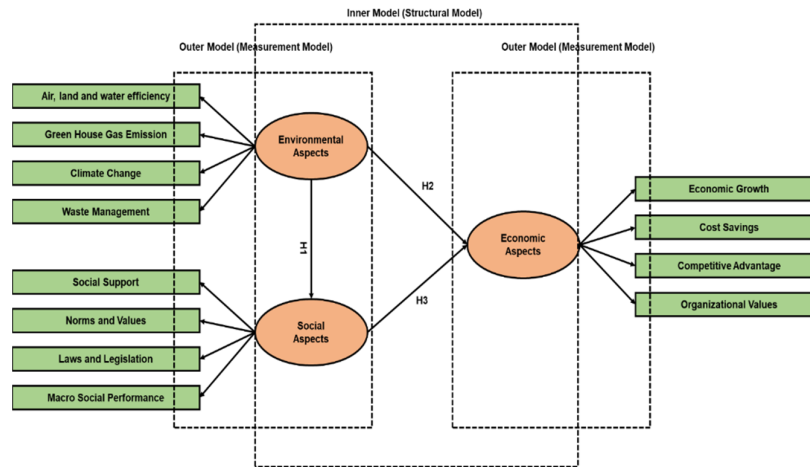 Inner Model (Structural Model)
Outer Model (Measurement Model)
Outer Model (Measurement Model)
Air, land and water efficiency
Green House Gas Emission
Climate Change
Waste Management
Environmental
Aspects
H2
H1
Economic
Aspects
Economic Growth
Cost Savings
Competitive Advantage
Organizational Values
Social Support
Norms and Values
Laws and Legislation
Macro Social Performance
Social
Aspects
H3